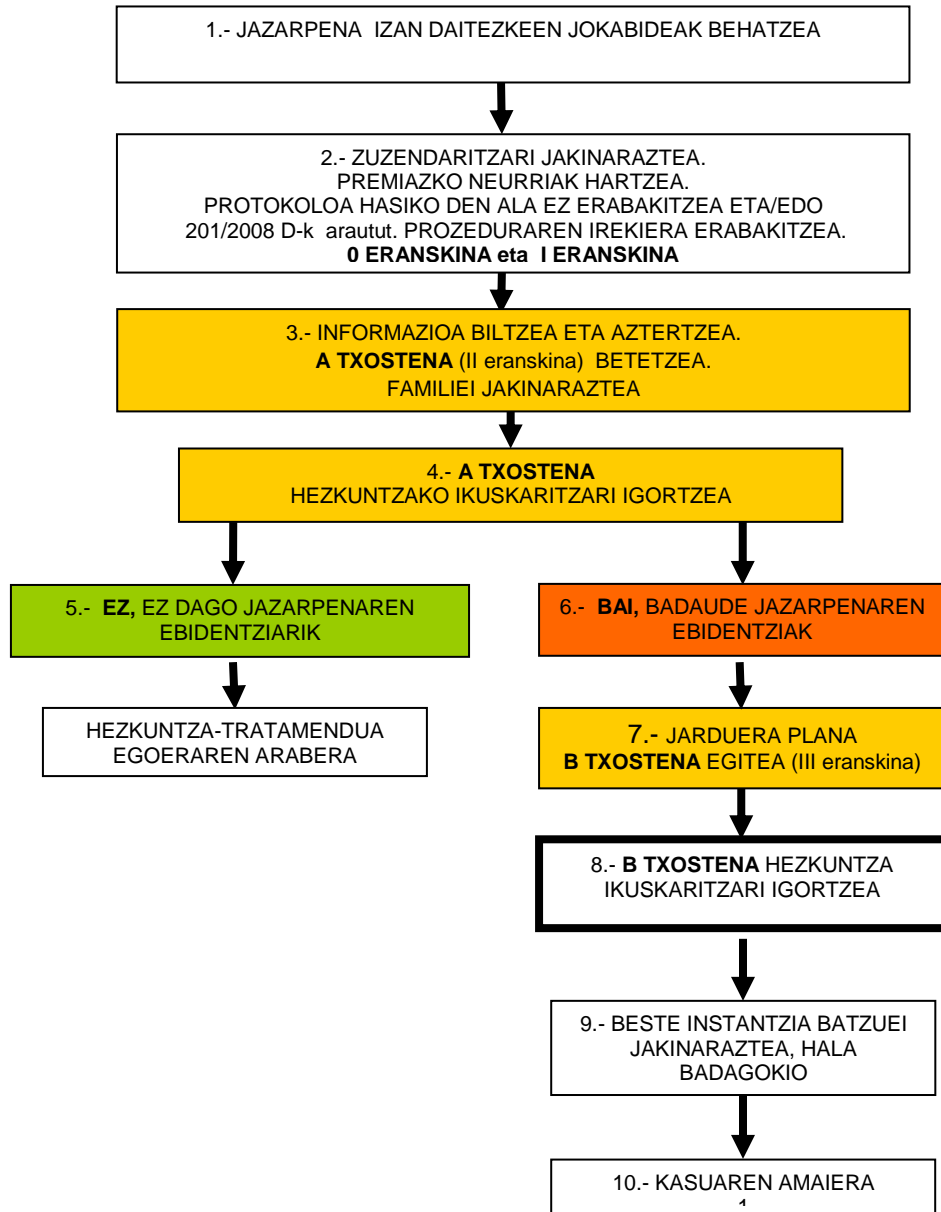 1.- JAZARPENA IZAN DAITEZKEEN JOKABIDEAK BEHATZEA
2.- ZUZENDARITZARI JAKINARAZTEA.
PREMIAZKO NEURRIAK HARTZEA.
PROTOKOLOA HASIKO DEN ALA EZ ERABAKITZEA ETA/EDO
201/2008 D-k arautut. PROZEDURAREN IREKIERA ERABAKITZEA.
0 ERANSKINA eta I ERANSKINA
3.- INFORMAZIOA BILTZEA ETA AZTERTZEA.
A TXOSTENA (II eranskina) BETETZEA.
FAMILIEI JAKINARAZTEA
4.- A TXOSTENA
HEZKUNTZAKO IKUSKARITZARI IGORTZEA
5.- EZ, EZ DAGO JAZARPENAREN
EBIDENTZIARIK
HEZKUNTZA-TRATAMENDUA
EGOERAREN ARABERA
6.- BAI, BADAUDE JAZARPENAREN
EBIDENTZIAK
7.- JARDUERA PLANA
B TXOSTENA EGITEA (III eranskina)
8.- B TXOSTENA HEZKUNTZA
IKUSKARITZARI IGORTZEA
9.- BESTE INSTANTZIA BATZUEI
JAKINARAZTEA, HALA
BADAGOKIO
10.- KASUAREN AMAIERA